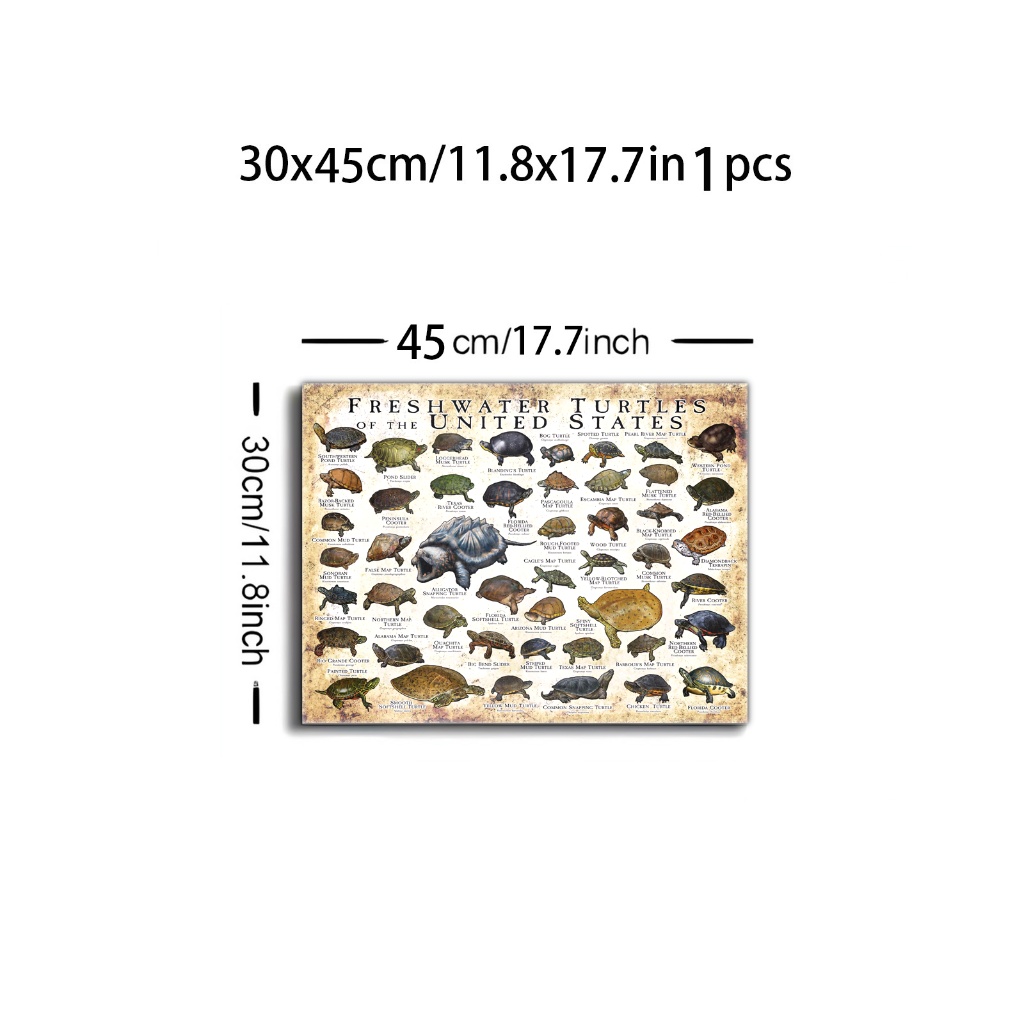 30x45cm/11.8x17.7in 1 pcs
45 cm/17.7inch
30cm/11.8inch
FRESHWATER TURTLES
OF THE UNITED STATES
SOUTHWESTERN
POND TURTLE
POND SLIDER
LOGGERHEAD
MUSK TURTLE
BLANDING'S TURTLE
BOG TURTLE
SPOTTED TURTLE
PEARL RIVER MAP TURTLE
WESTERN POND
TURTLE
RAZOR-BACKED
MUSK TURTLE
PENINSULA
COOTER
TEXAS
RIVER COOTER
FLORIDA
RED-BELLIED
COOTER
PASCAGOULA
MAP TURTLE
ESCAMBIA MAP TURTLE
FLATTENED
MUSK TURTLE
ALABAMA
RED-BELLIED
COOTER
COMMON MUD TURTLE
ROUGH-FOOTED
MUD TURTLE
WOOD TURTLE
BLACK-KNOBBED
MAP TURTLE
DIAMONDBACK
TERRAPIN
SONORAN
MUD TURTLE
FALSE MAP TURTLE
ALLIGATOR
SNAPPING TURTLE
CAGLE'S MAP TURTLE
YELLOW-BLOTCHED
MAP TURTLE
COMMON
MUSK TURTLE
RIVER COOTER
RINGED MAP TURTLE
NORTHERN MAP
TURTLE
OUACHITA
MAP TURTLE
FLORIDA
SOFTSHELL TURTLE
ARIZONA MUD TURTLE
SPINY
SOFTSHELL
TURTLE
NORTHERN
RED-BELLIED
COOTER
RIO GRANDE COOTER
ALABAMA MAP TURTLE
BIG BEND SLIDER
STRIPED
MUD TURTLE
TEXAS MAP TURTLE
BARBOUR'S MAP TURTLE
PAINTED TURTLE
SMOOTH
SOFTSHELL TURTLE
YELLOW MUD TURTLE
COMMON SNAPPING TURTLE
CHICKEN TURTLE
FLORIDA COOTER